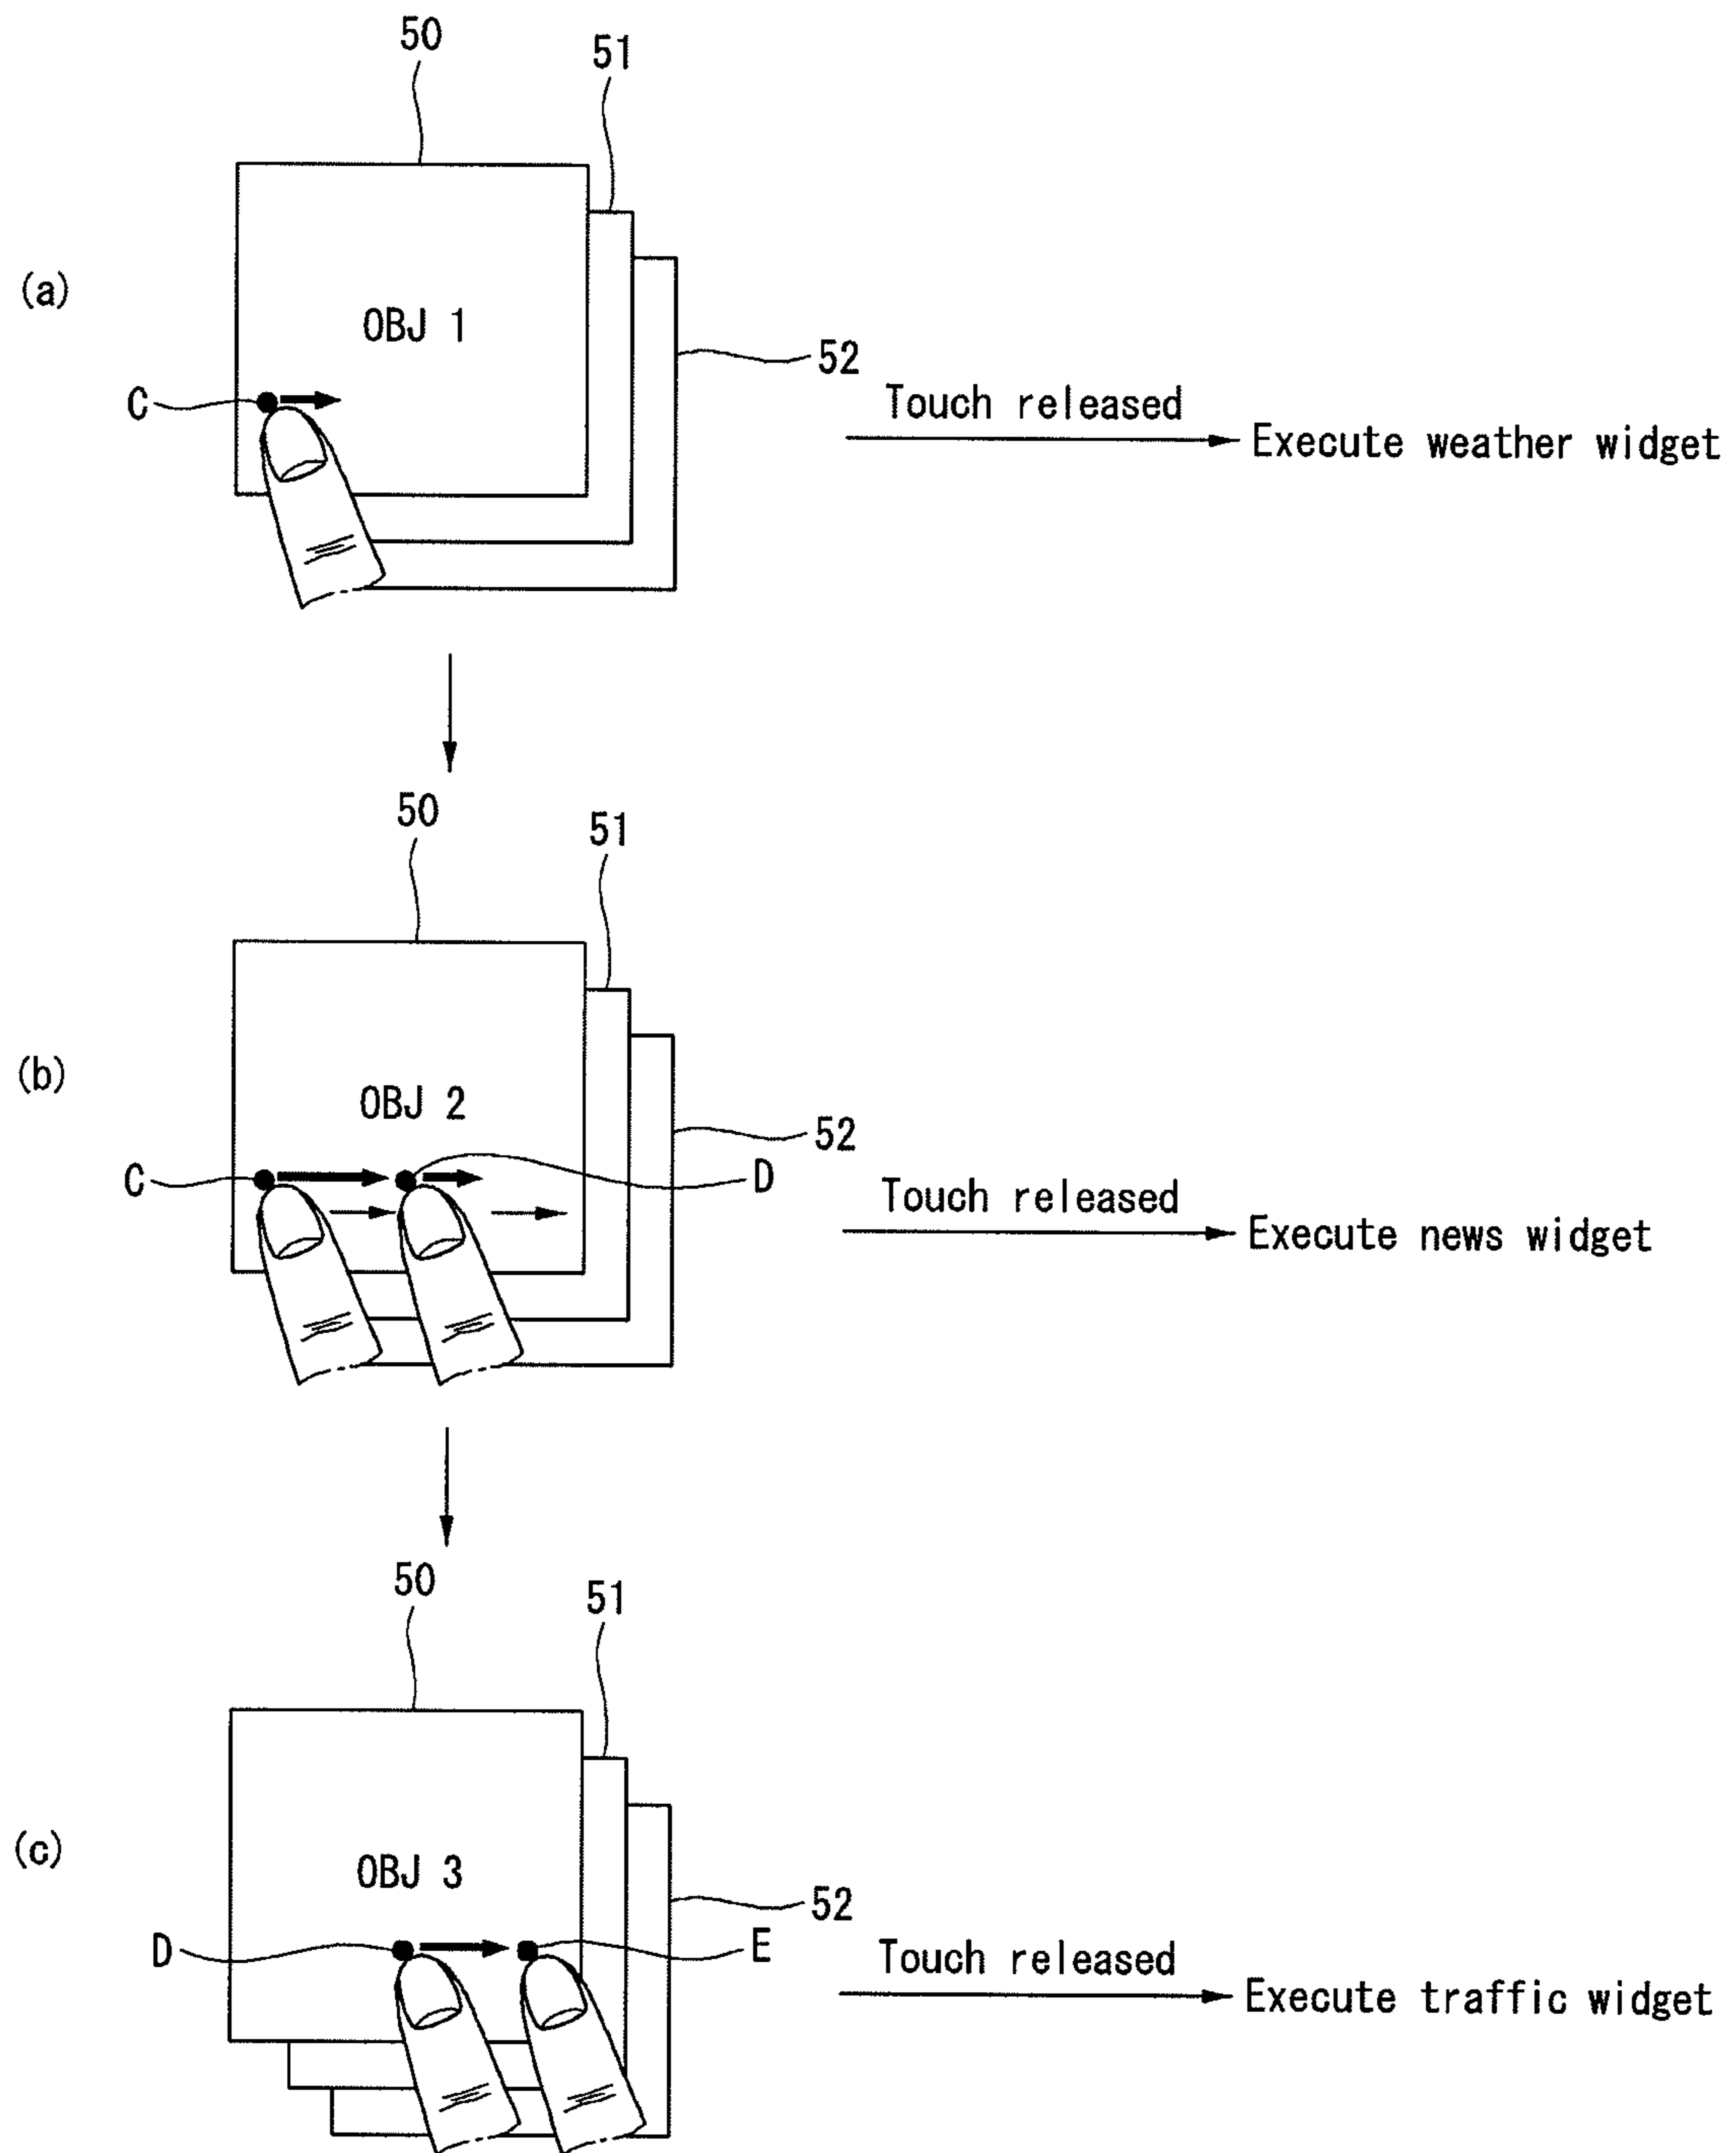 50
51
(a)
OBJ 1
52
C
Touch released
Execute weather widget
50
51
(b)
OBJ 2
52
C
D
Touch released
Execute news widget
50
51
(c)
OBJ 3
52
D
E
Touch released
Execute traffic widget